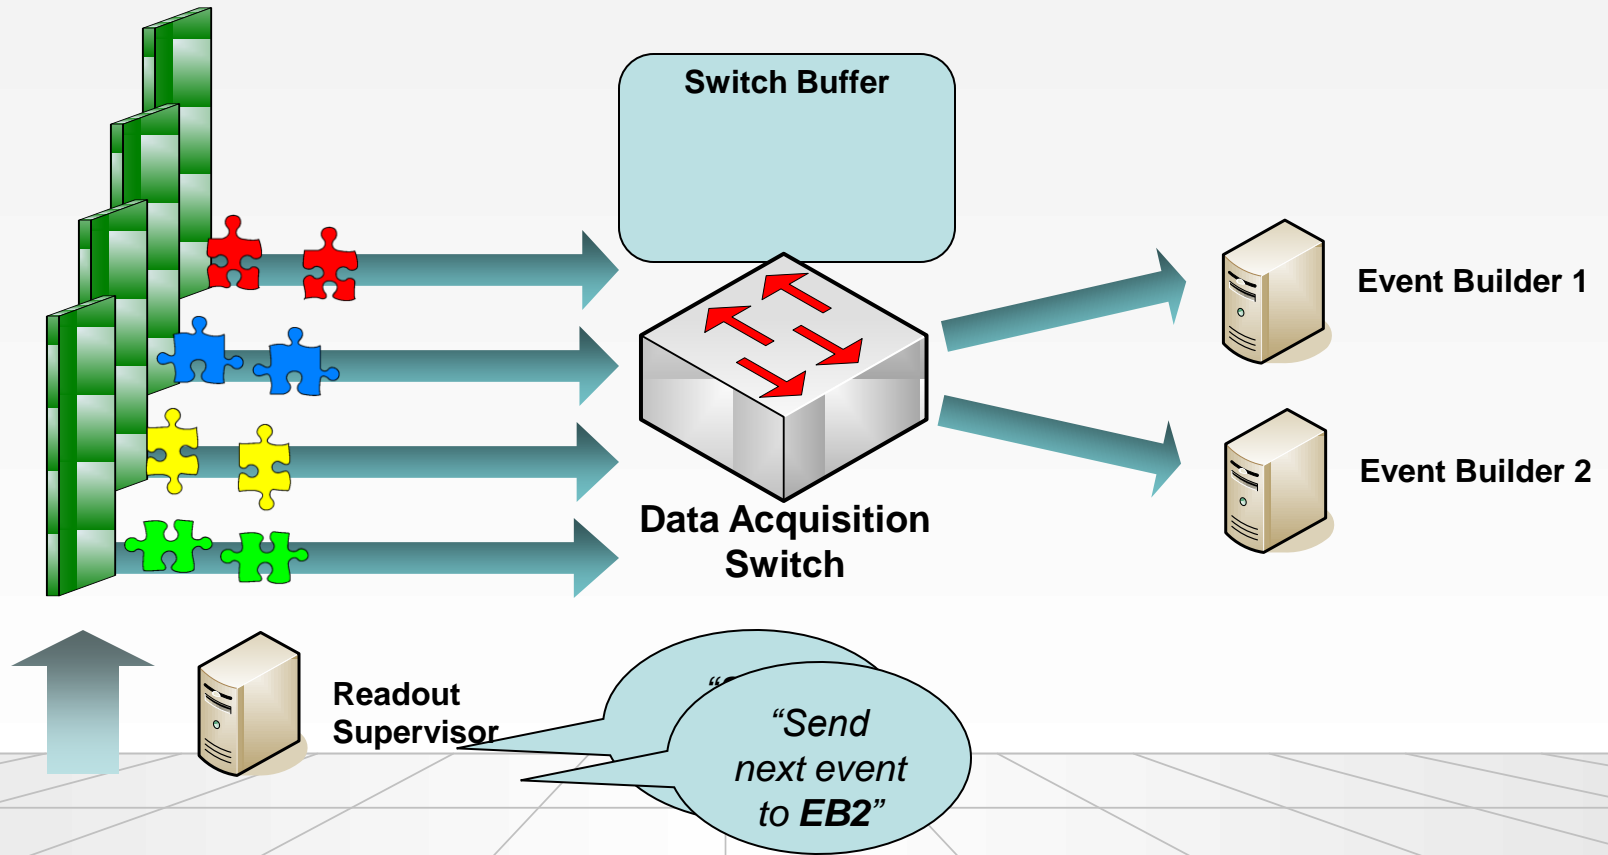 Switch Buffer
Event Builder 1
Event Builder 2
Data Acquisition
Switch
Readout
Supervisor
“Send
next event
to EB2”